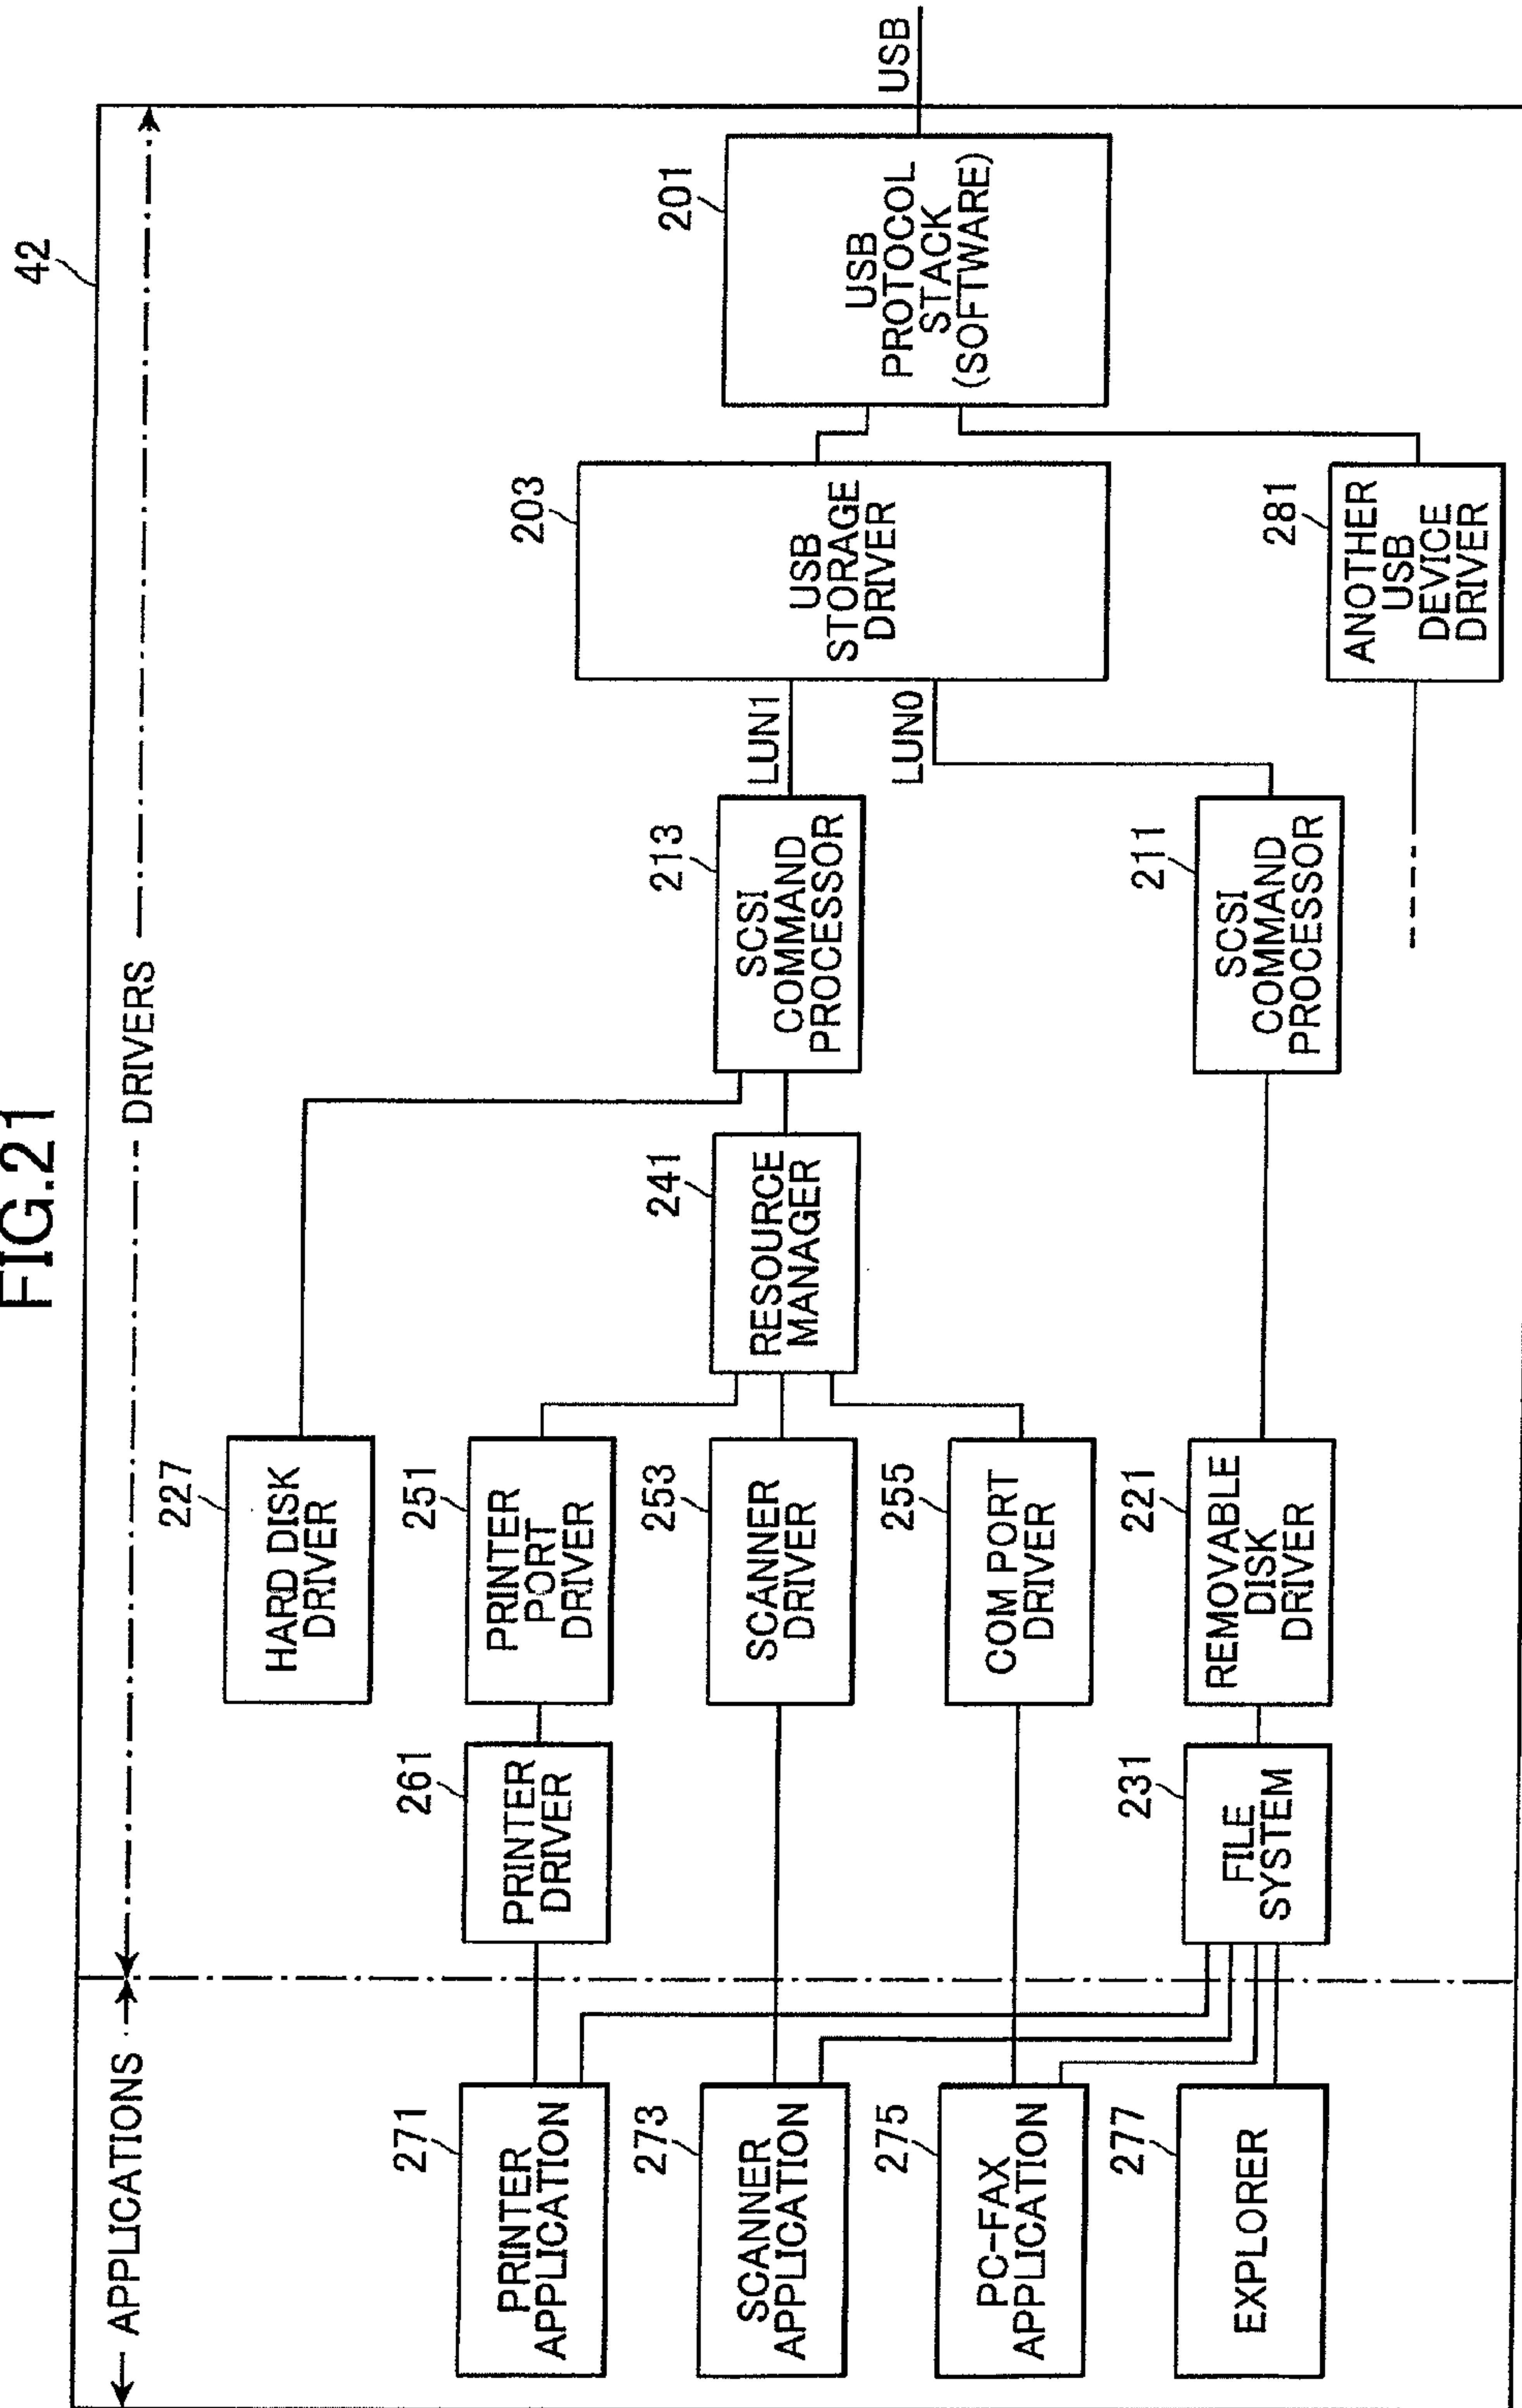 FIG.21
42
APPLICATIONS
DRIVERS
227
HARD DISK
DRIVER
271
PRINTER
APPLICATION
261
PRINTER
DRIVER
251
PRINTER
PORT
DRIVER
273
SCANNER
APPLICATION
253
SCANNER
DRIVER
241
RESOURCE
MANAGER
213
SCSI
COMMAND
PROCESSOR
LUN1
LUN0
203
USB
STORAGE
DRIVER
201
USB
PROTOCOL
STACK
(SOFTWARE)
USB
275
PC-FAX
APPLICATION
255
COM PORT
DRIVER
277
EXPLORER
231
FILE
SYSTEM
221
REMOVABLE
DISK
DRIVER
211
SCSI
COMMAND
PROCESSOR
281
ANOTHER
USB
DEVICE
DRIVER